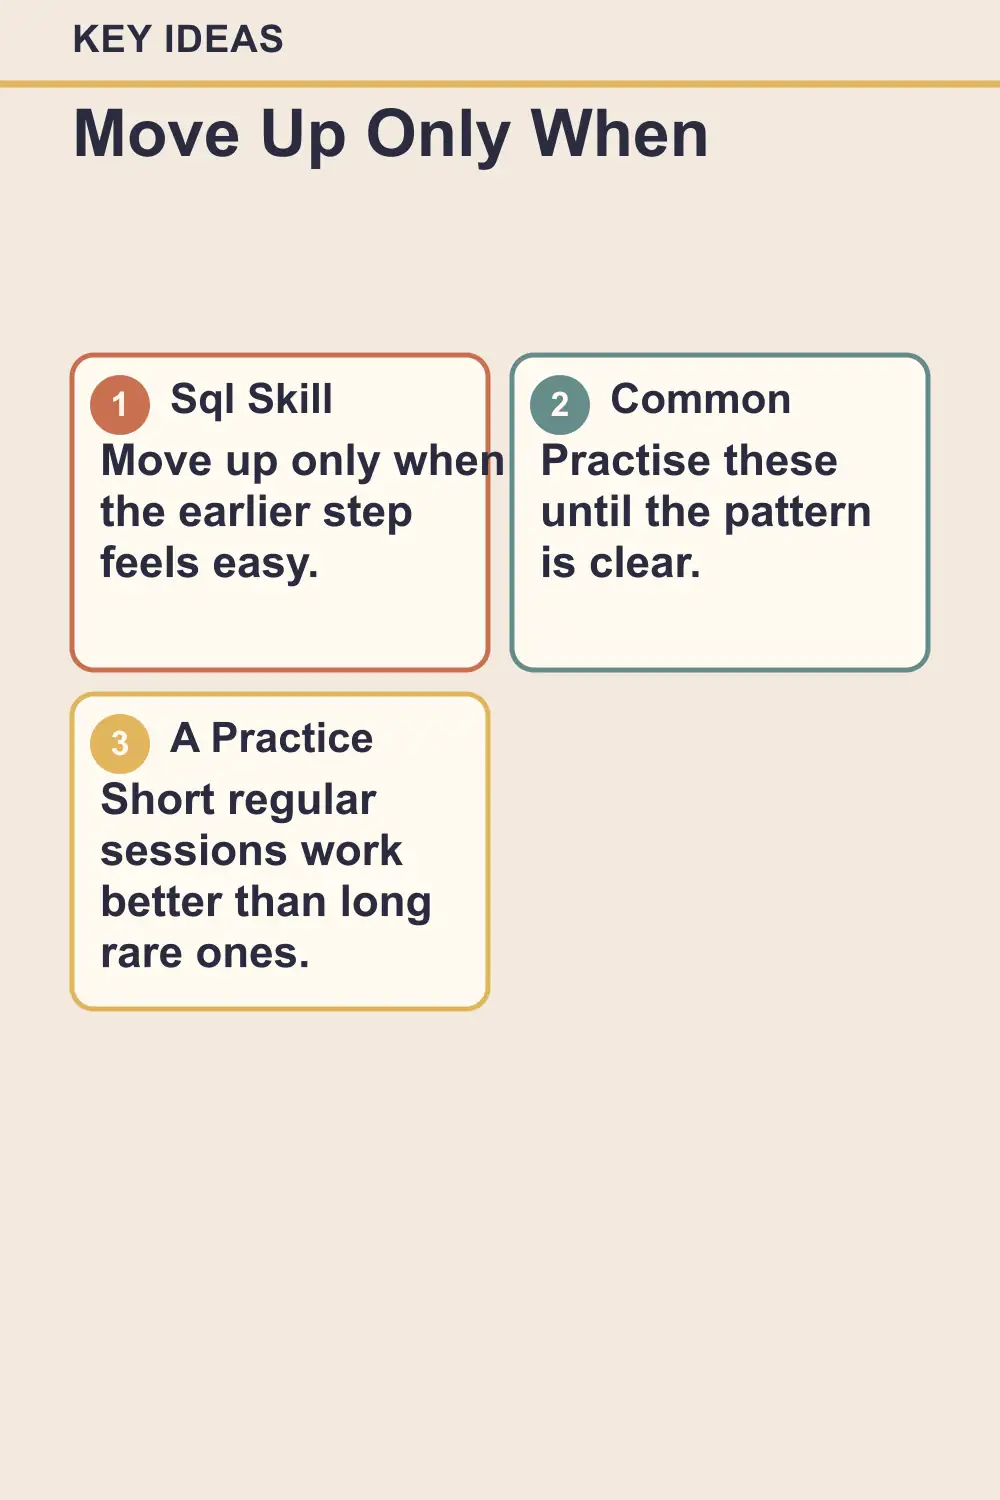 KEY IDEAS
Move Up Only When
1 Sql Skill
Move up only when
the earlier step
feels easy.
2 Common
Practise these
until the pattern
is clear.
3 A Practice
Short regular
sessions work
better than long
rare ones.